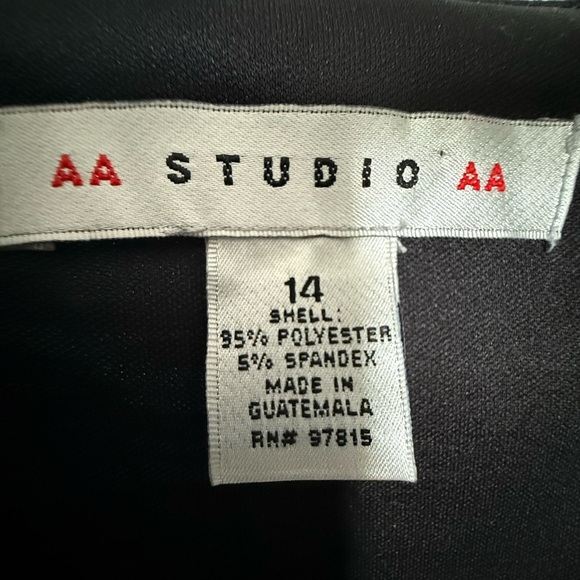 AA STUDIO AA
14
SHELL:
95% POLYESTER
5% SPANDEX
MADE IN
GUATEMALA
RN# 97815